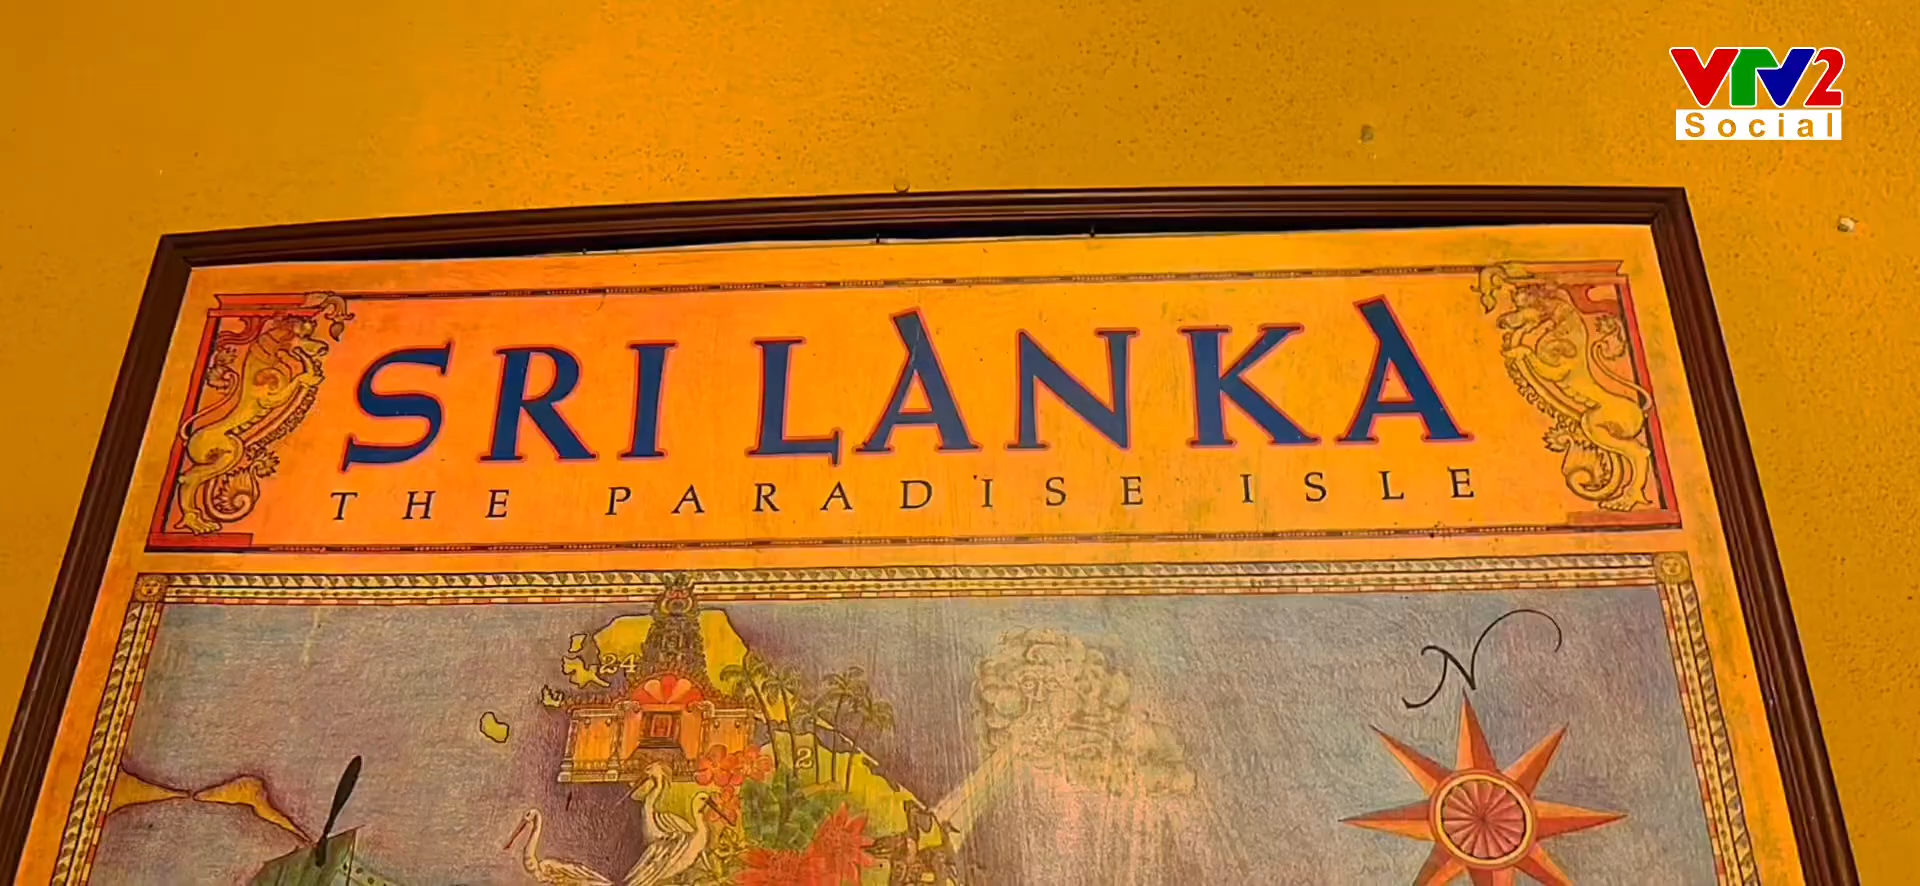 VTV2
Social
SRI LANKA
THE PARADISE ISLE
N
24
2